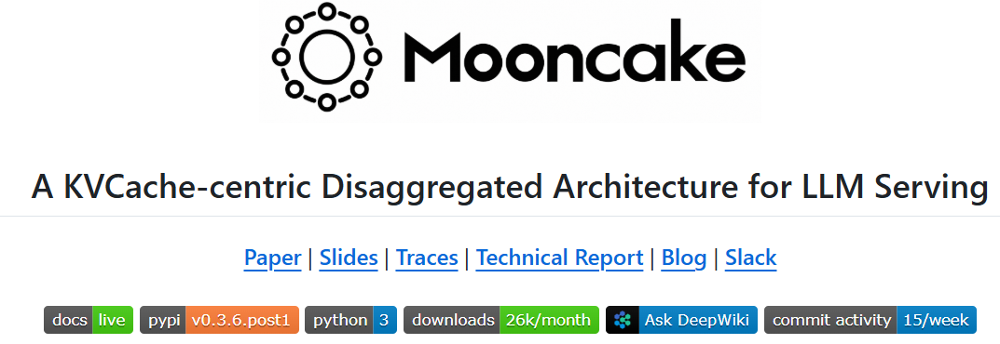 Mooncake
A KVCache-centric Disaggregated Architecture for LLM Serving
Paper | Slides | Traces | Technical Report | Blog | Slack
docs live pypi v0.3.6.post1 python 3 downloads 26k/month Ask DeepWiki commit activity 15/week